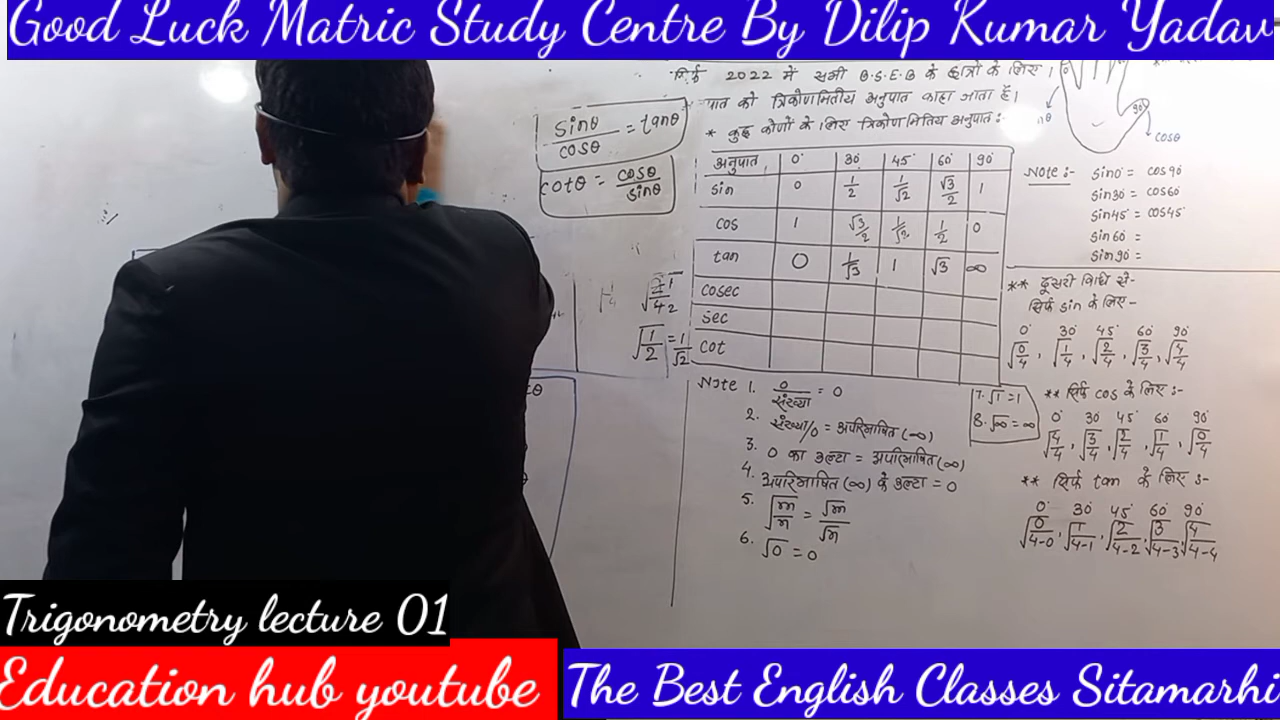 Good Luck Matric Study Centre By Dilip Kumar Yadav
2022 में सभी B.S.E.B के छात्रों के लिए।
पात को त्रिकोणमितीय अनुपात कहा जाता है।
* कुछ कोणों के लिए त्रिकोणमितिय अनुपात:-
sinθ/cosθ = tanθ
cotθ = cosθ/sinθ
√2/4 1 2
√1/2 = 1/√2
अनुपात 0° 30° 45° 60° 90°
sin 0 1/2 1/√2 √3/2 1
cos 1 √3/2 1/√2 1/2 0
tan 0 1/√3 1 √3 ∞
cosec
sec
cot
90°
cosθ
Note:- sin0° = cos90°
sin30° = cos60°
sin45° = cos45°
sin60° =
sin90° =
** दूसरी विधि से-
सिर्फ sin के लिए-
0° 30° 45° 60° 90°
√0/4, √1/4, √2/4, √3/4, √4/4
** सिर्फ cos के लिए:-
0° 30° 45° 60° 90°
√4/4, √3/4, √2/4, √1/4, √0/4
** सिर्फ tan के लिए:-
0° 30° 45° 60° 90°
√0/4-0, √1/4-1, √2/4-2, √3/4-3, √4/4-4
Note 1. 0/संख्या = 0
2. संख्या/0 = अपरिभाषित (∞)
3. 0 का उल्टा = अपरिभाषित (∞)
4. अपरिभाषित (∞) के उल्टा = 0
5. √m/n = √m/√n
6. √0 = 0
7. √1 = 1
8. √∞ = ∞
Trigonometry lecture 01
Education hub youtube
The Best English Classes Sitamarhi